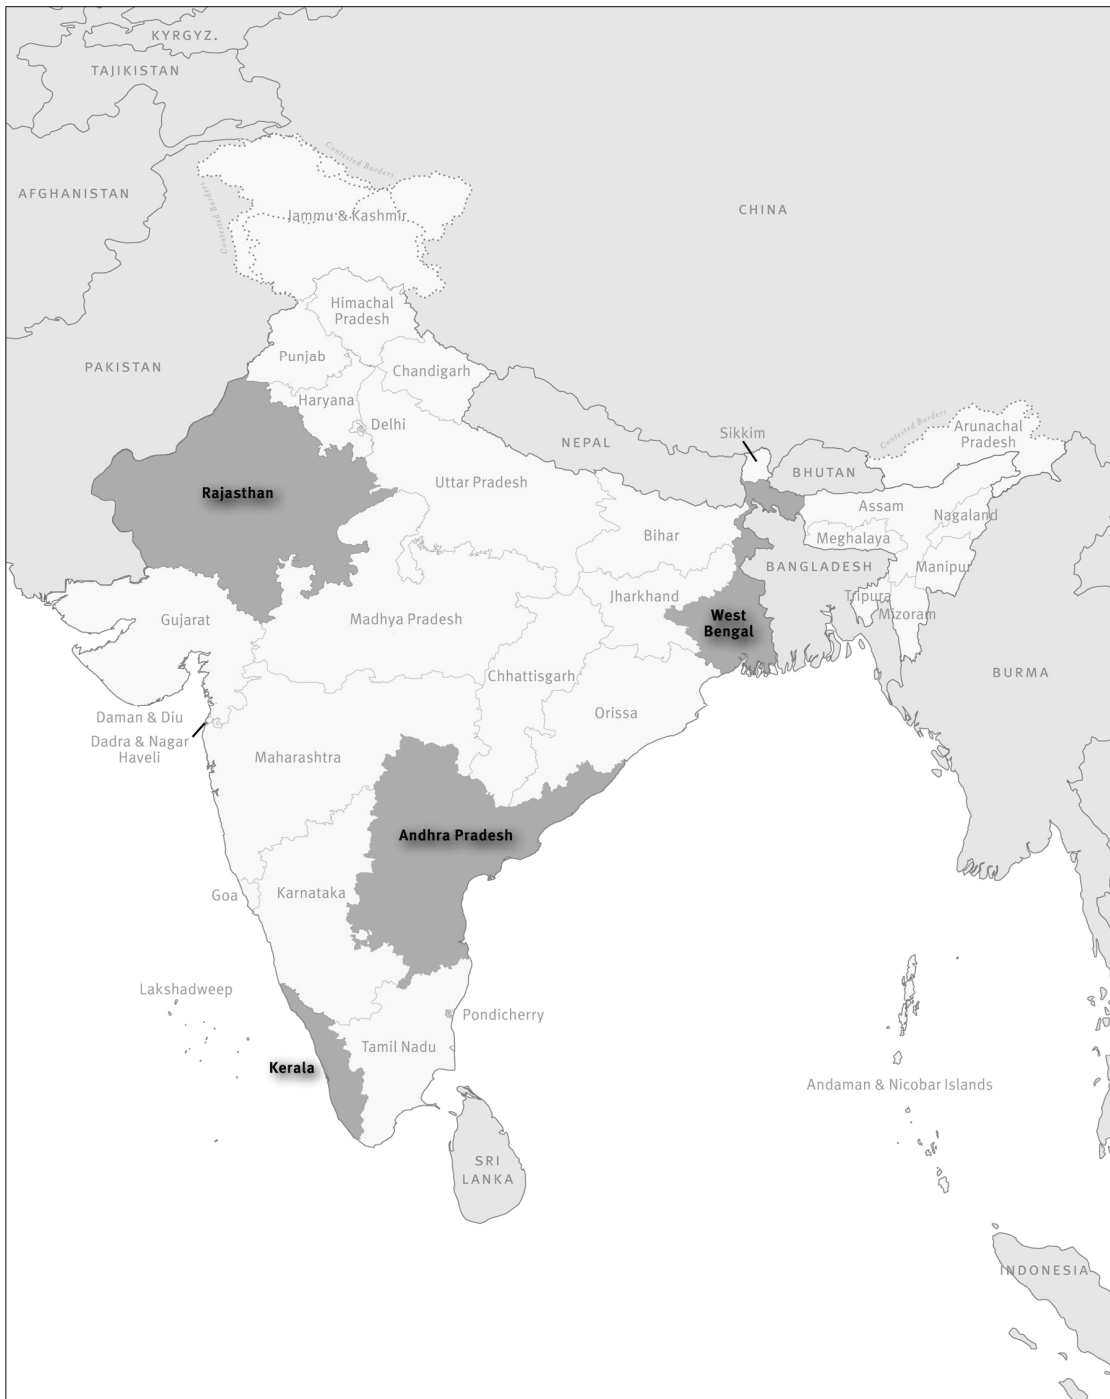 KYRGYZ.
TAJIKISTAN
Contested Borders
AFGHANISTAN
Contested Borders
CHINA
Jammu & Kashmir
Himachal
Pradesh
Punjab
PAKISTAN
Chandigarh
Haryana
Delhi
Contested Borders
Arunachal
Pradesh
Sikkim
NEPAL
BHUTAN
Uttar Pradesh
Rajasthan
Assam
Nagaland
Bihar
Meghalaya
BANGLADESH
Manipur
Jharkhand
Tripura
Mizoram
Gujarat
Madhya Pradesh
West
Bengal
Chhattisgarh
BURMA
Orissa
Daman & Diu
Dadra & Nagar
Haveli
Maharashtra
Andhra Pradesh
Goa
Karnataka
Lakshadweep
Pondicherry
Tamil Nadu
Kerala
Andaman & Nicobar Islands
SRI
LANKA
INDONESIA